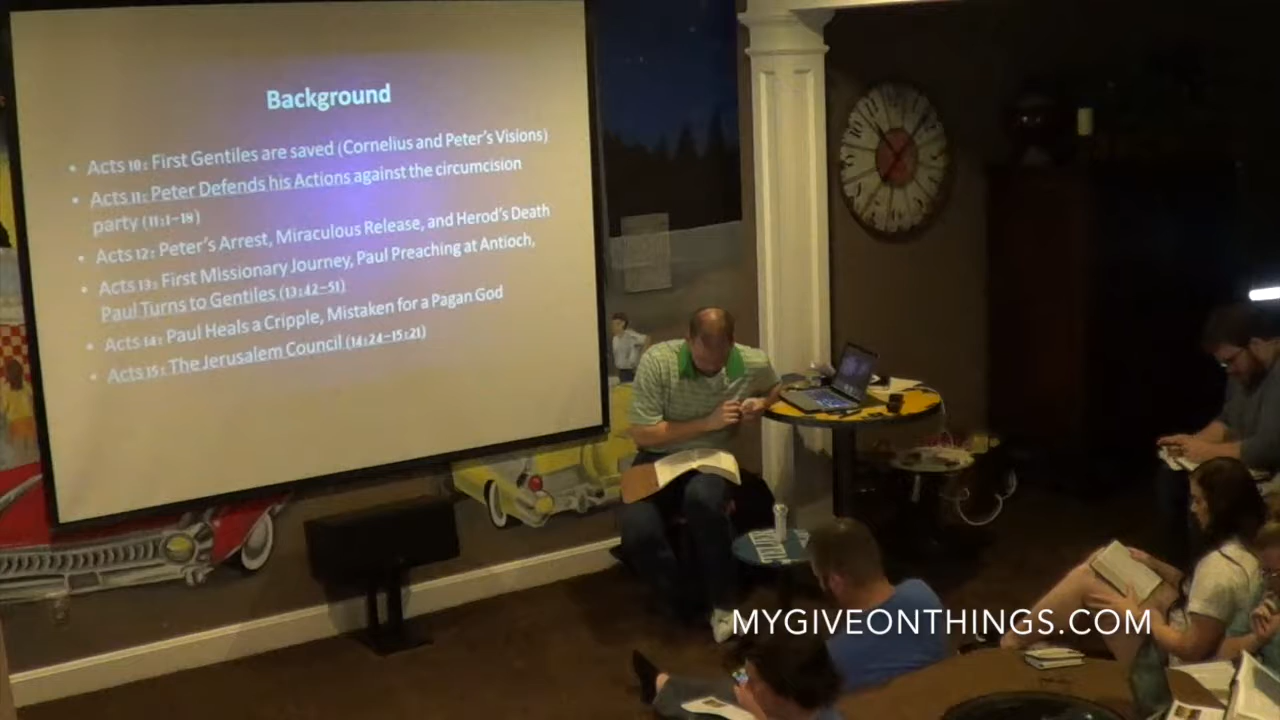 Background
• Acts 10: First Gentiles are saved (Cornelius and Peter's Visions)
• Acts 11: Peter Defends his Actions against the circumcision
party (11:1-18)
• Acts 12: Peter's Arrest, Miraculous Release, and Herod's Death
• Acts 13: First Missionary Journey, Paul Preaching at Antioch,
Paul Turns to Gentiles (13:42-51)
• Acts 14: Paul Heals a Cripple, Mistaken for a Pagan God
• Acts 15: The Jerusalem Council (14:24-15:21)
MYGIVEONTHINGS.COM